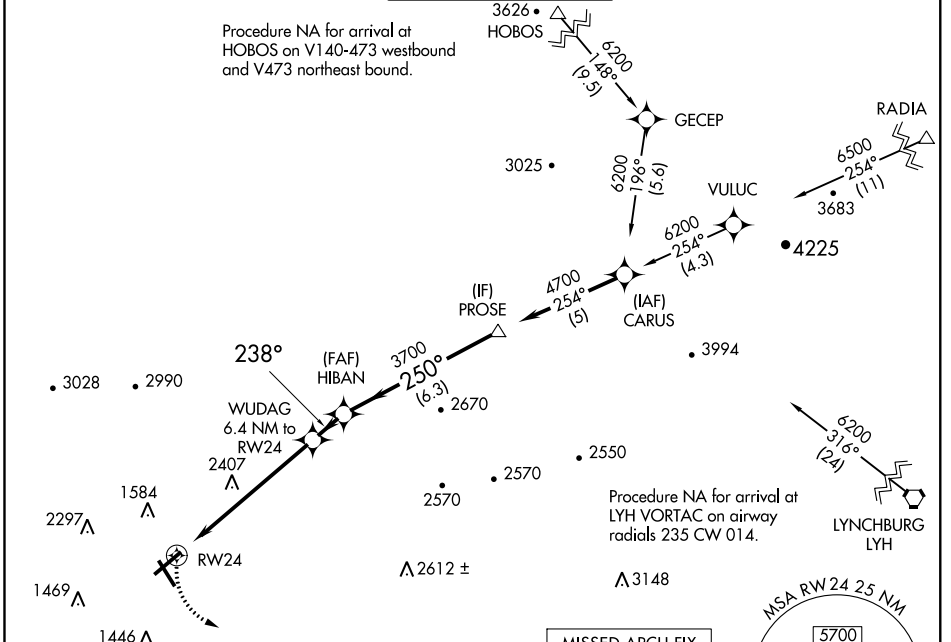 Procedure NA for arrival at
HOBOS on V140-473 westbound
and V473 northeast bound.
3626
HOBOS
6200
148°
(9.5)
GECEP
RADIA
6500
254°
(11)
3683
3025
6200
196°
(5.6)
VULUC
6200
254°
(4.3)
4225
(IAF)
CARUS
4700
254°
(5)
(IF)
PROSE
3994
238°
(FAF)
HIBAN
3700
250°
(6.3)
2670
3028
2990
WUDAG
6.4 NM to
RW24
2407
2550
2570
2570
6200
316°
(24)
1584
2297
Procedure NA for arrival at
LYH VORTAC on airway
radials 235 CW 014.
LYNCHBURG
LYH
RW24
2612 ±
3148
1469
1446
MSA RW24 25 NM
5700
MISSED APCH FIX